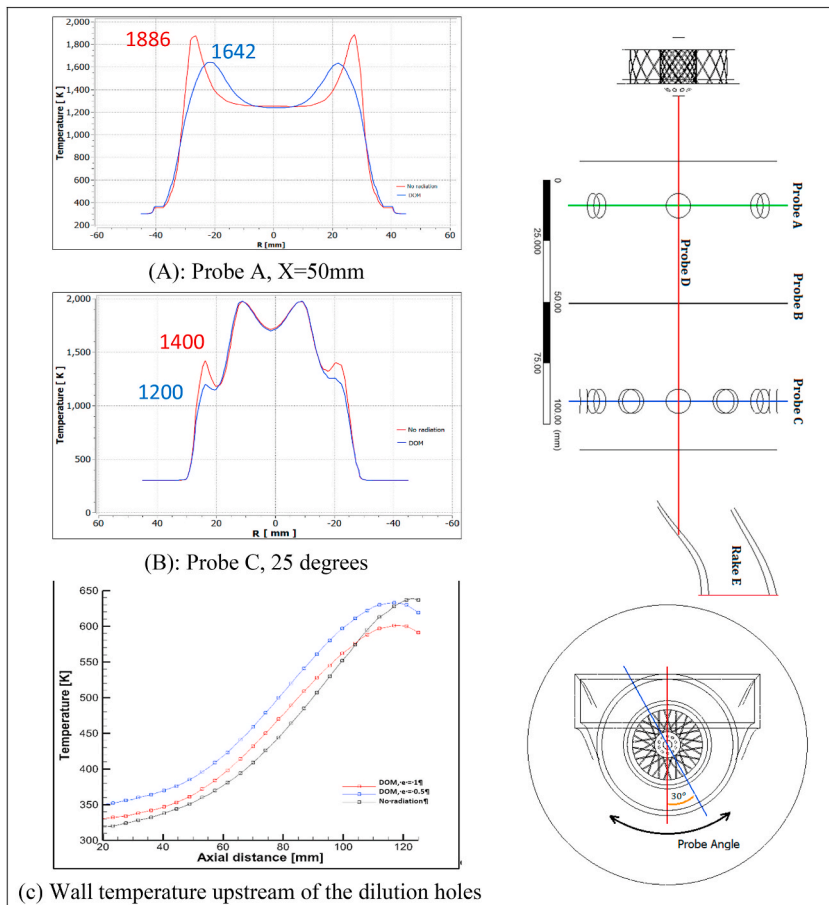 2,000
1,800
1,600
1,400
1,200
1,000
800
600
400
200
Temperature [ K ]
1886
1642
No radiation
DOM
-60
-40
-20
0
20
40
60
R [mm]
(A): Probe A, X=50mm
2,000
1,500
1,000
500
0
Temperature [ K ]
1400
1200
No radiation
DOM
60
40
20
0
-20
-40
-60
R [ mm ]
(B): Probe C, 25 degrees
650
600
550
500
450
400
350
300
Temperature [K]
DOM,·e·=·1¶
DOM,·e·=·0.5¶
No·radiation¶
20
40
60
80
100
120
Axial distance [mm]
(c) Wall temperature upstream of the dilution holes
0
25.000
50.00
75.00
100.00 (mm)
Probe A
Probe D
Probe B
Probe C
Rake E
30°
Probe Angle